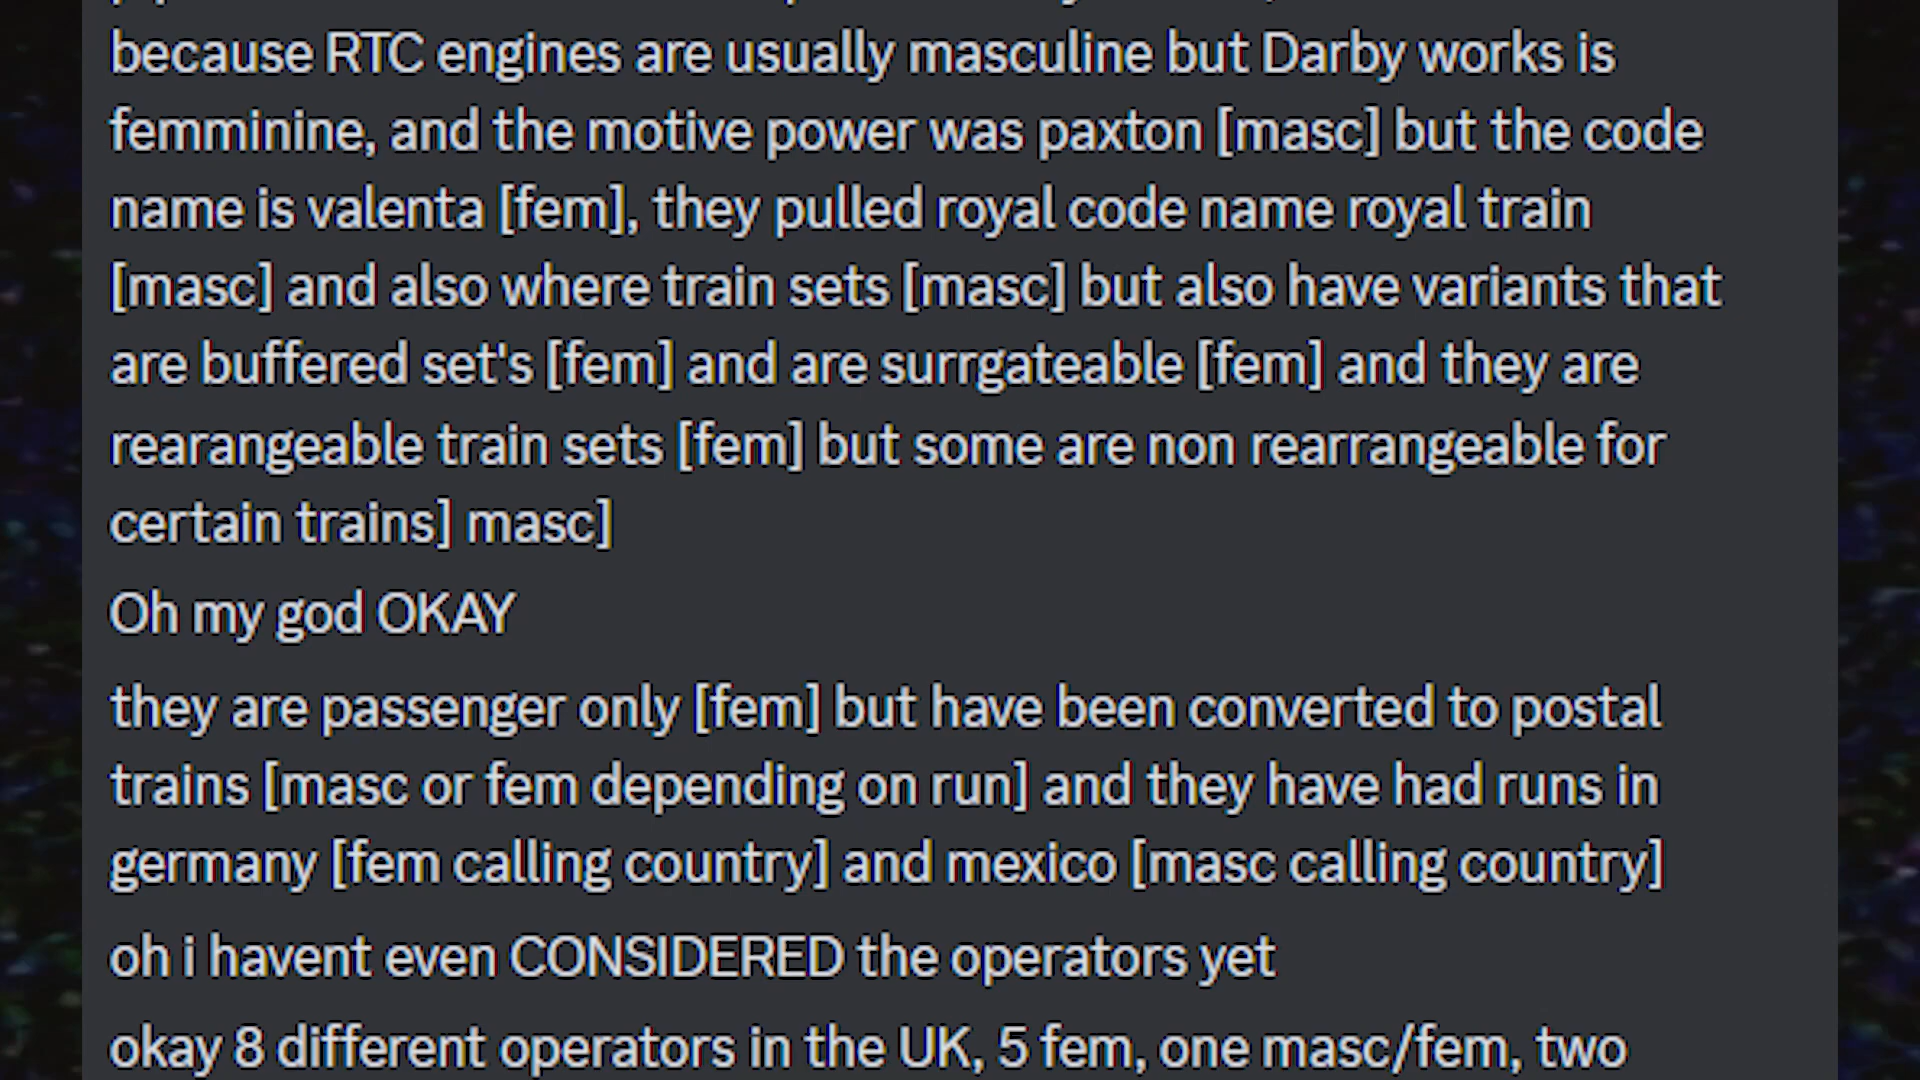 because RTC engines are usually masculine but Darby works is
femminine, and the motive power was paxton [masc] but the code
name is valenta [fem], they pulled royal code name royal train
[masc] and also where train sets [masc] but also have variants that
are buffered set's [fem] and are surrgateable [fem] and they are
rearangeable train sets [fem] but some are non rearrangeable for
certain trains] masc]
Oh my god OKAY
they are passenger only [fem] but have been converted to postal
trains [masc or fem depending on run] and they have had runs in
germany [fem calling country] and mexico [masc calling country]
oh i havent even CONSIDERED the operators yet
okay 8 different operators in the UK, 5 fem, one masc/fem, two